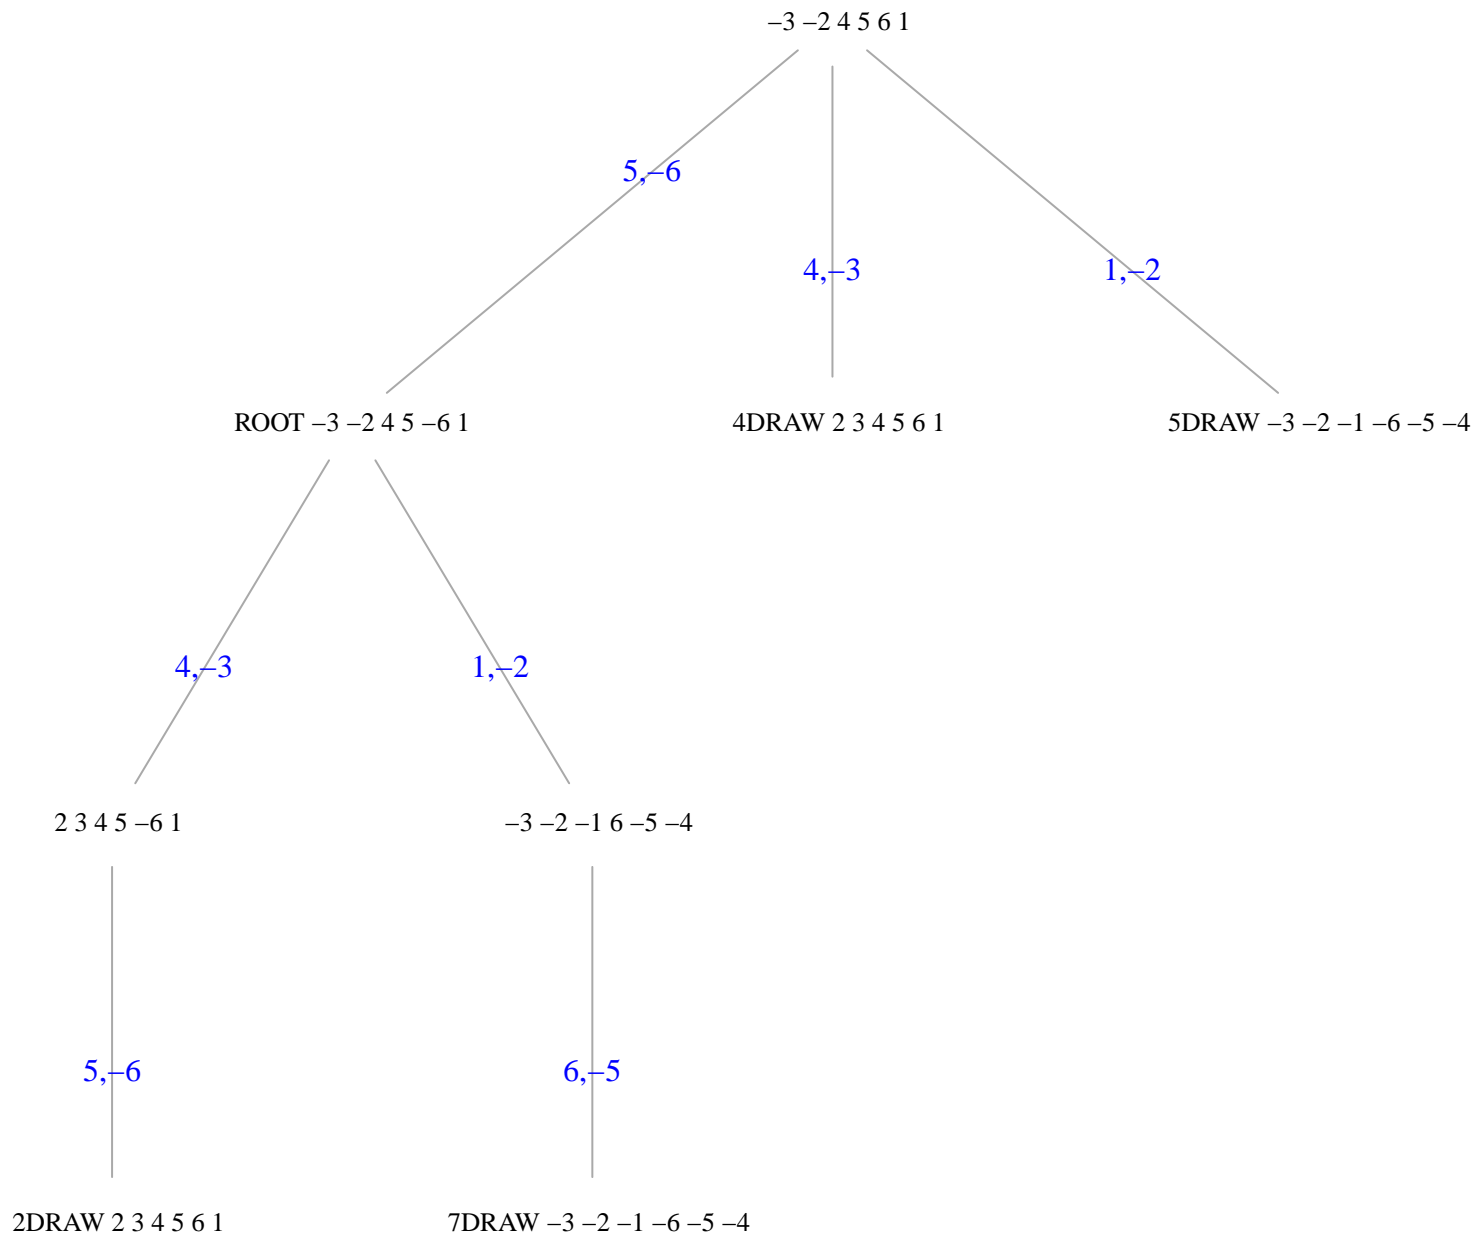 –3 –2 4 5 6 1
5,–6
4,–3
1,–2
ROOT –3 –2 4 5 –6 1
4DRAW 2 3 4 5 6 1
5DRAW –3 –2 –1 –6 –5 –4
4,–3
1,–2
2 3 4 5 –6 1
–3 –2 –1 6 –5 –4
5,–6
6,–5
2DRAW 2 3 4 5 6 1
7DRAW –3 –2 –1 –6 –5 –4